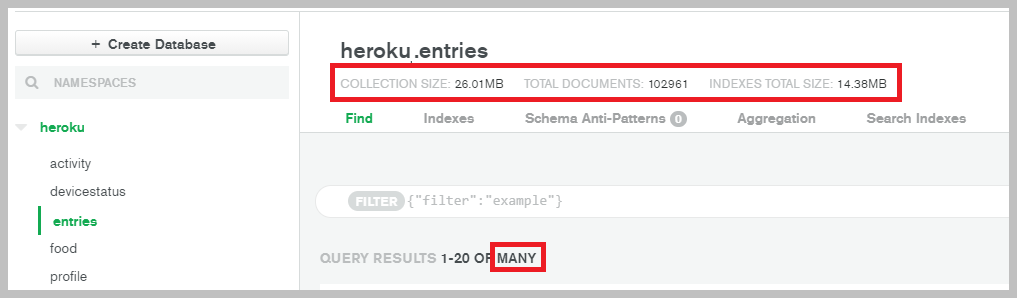 + Create Database
NAMESPACES
heroku
activity
devicestatus
entries
food
profile
heroku.entries
COLLECTION SIZE: 26.01MB TOTAL DOCUMENTS: 102961 INDEXES TOTAL SIZE: 14.38MB
Find Indexes Schema Anti-Patterns 0 Aggregation Search Indexes
FILTER {"filter":"example"}
QUERY RESULTS 1-20 OF MANY